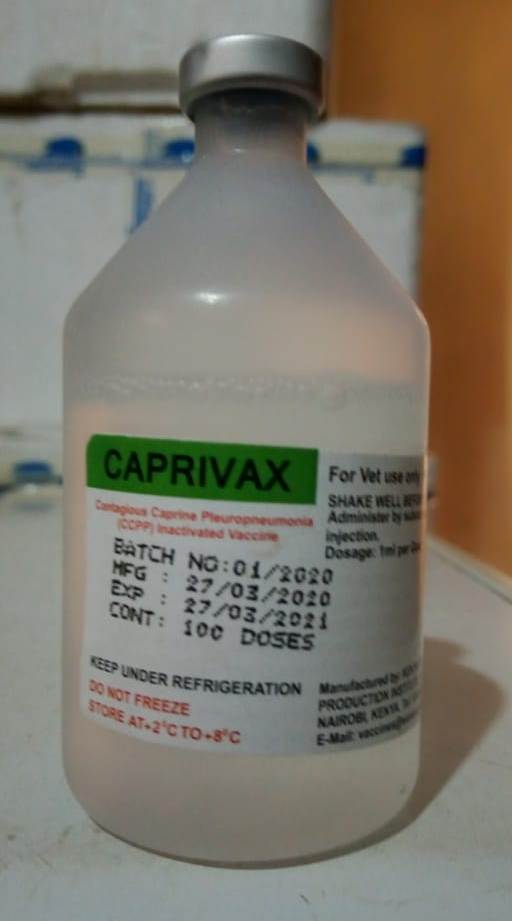 CAPRIVAX
Contagious Caprine Pleuropneumonia
(CCPP) Inactivated Vaccine
BATCH NO:01/2020
MFG : 27/03/2020
EXP : 27/03/2021
CONT: 100 DOSES
KEEP UNDER REFRIGERATION
DO NOT FREEZE
STORE AT+2°C TO+8°C
For Vet use only
SHAKE WELL
Administer by
injection.
Dosage: 1ml per
Manufactured by
PRODUCTION
NAIROBI, KENYA.
E-Mail: